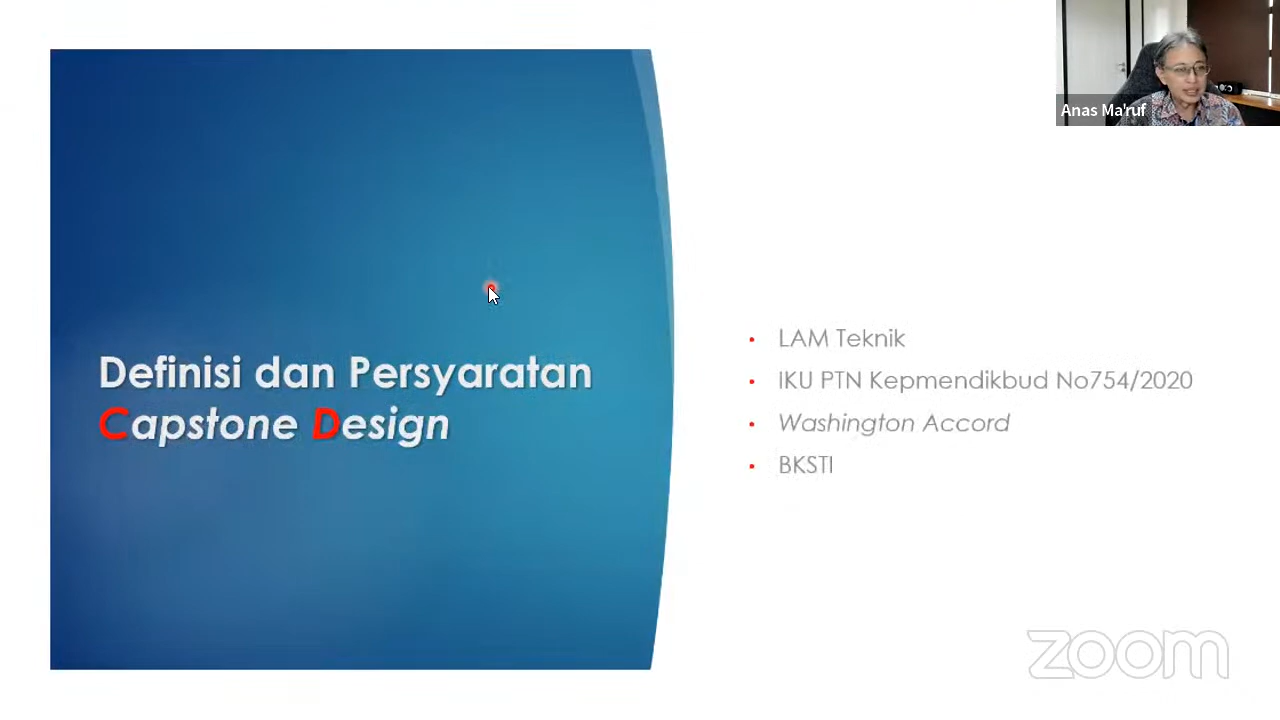 Anas Ma'ruf
Definisi dan Persyaratan
Capstone Design
• LAM Teknik
• IKU PTN Kepmendikbud No754/2020
• Washington Accord
• BKSTI
zoom